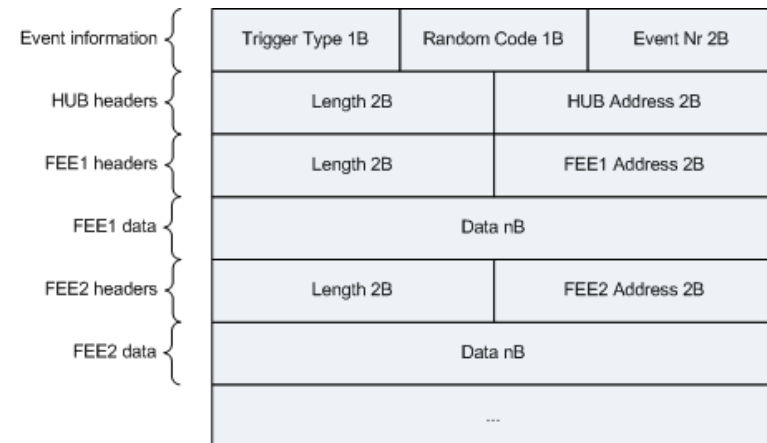 Event information
Trigger Type 1B
Random Code 1B
Event Nr 2B
HUB headers
Length 2B
HUB Address 2B
FEE1 headers
Length 2B
FEE1 Address 2B
FEE1 data
Data nB
FEE2 headers
Length 2B
FEE2 Address 2B
FEE2 data
Data nB
...